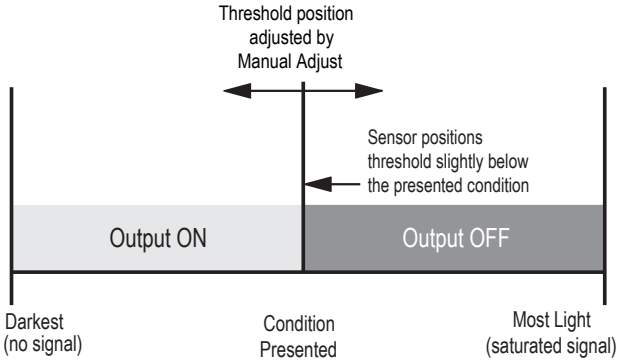 Threshold position
adjusted by
Manual Adjust
Sensor positions
threshold slightly below
the presented condition
Output ON
Output OFF
Darkest
(no signal)
Condition
Presented
Most Light
(saturated signal)